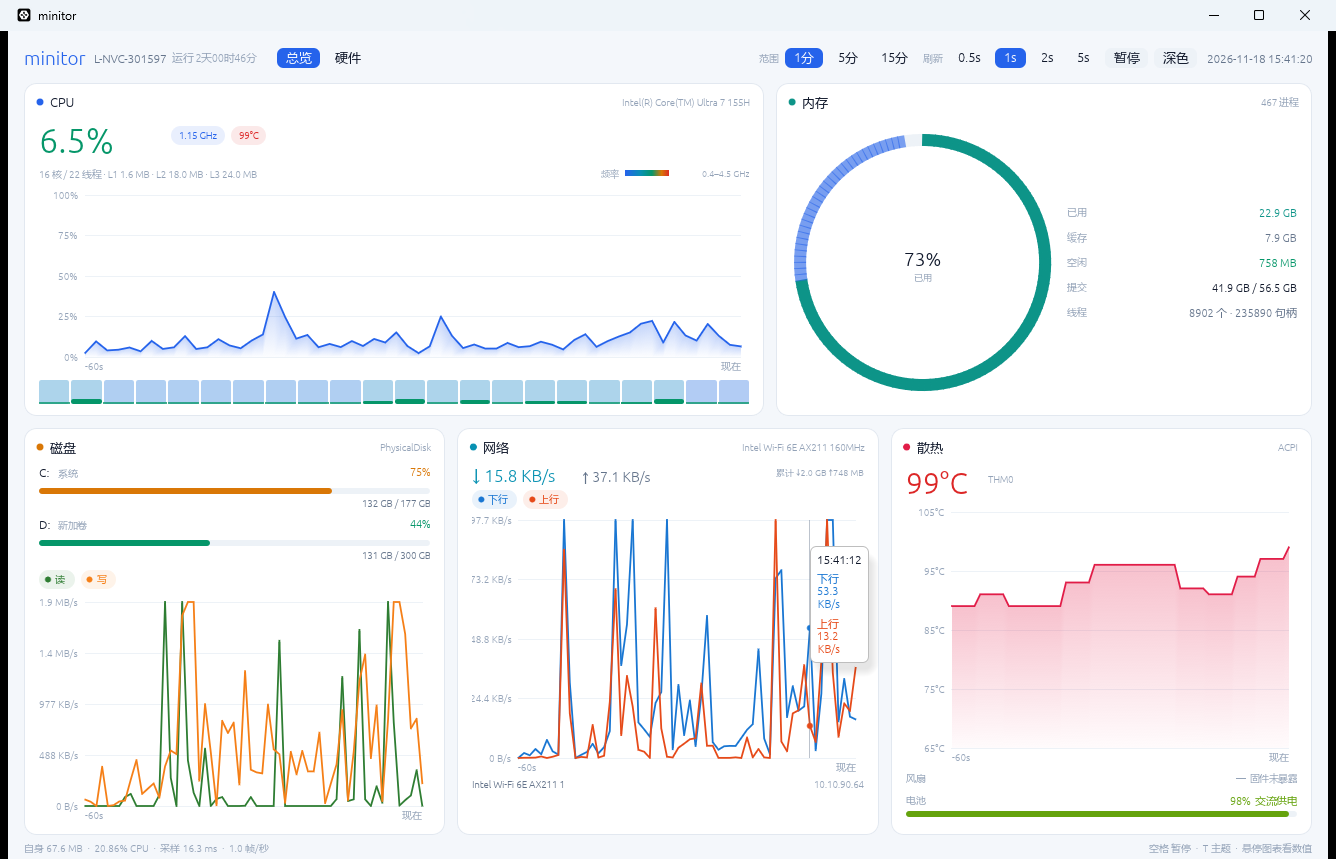 minitor
minitor L-NVC-301597 运行 2天00时46分 总览 硬件 范围 1分 5分 15分 刷新 0.5s 1s 2s 5s 暂停 深色 2026-11-18 15:41:20
CPU Intel(R) Core(TM) Ultra 7 155H
6.5% 1.15 GHz 99°C
16 核 / 22 线程 · L1 1.6 MB · L2 18.0 MB · L3 24.0 MB 频率 0.4–4.5 GHz
100%
75%
50%
25%
0%
-60s 现在
内存 467 进程
73%
已用
已用 22.9 GB
缓存 7.9 GB
空闲 758 MB
提交 41.9 GB / 56.5 GB
线程 8902 个 · 235890 句柄
磁盘 PhysicalDisk
C: 系统 75%
132 GB / 177 GB
D: 新加卷 44%
131 GB / 300 GB
读 写
1.9 MB/s
1.4 MB/s
977 KB/s
488 KB/s
0 B/s
-60s 现在
网络 Intel Wi-Fi 6E AX211 160MHz
↓ 15.8 KB/s ↑ 37.1 KB/s 累计 ↓2.0 GB ↑748 MB
下行 上行
97.7 KB/s
73.2 KB/s
48.8 KB/s
24.4 KB/s
0 B/s
-60s 现在
15:41:12
下行
53.3
KB/s
上行
13.2
KB/s
Intel Wi-Fi 6E AX211 1 10.10.90.64
散热 ACPI
99°C THM0
105°C
95°C
85°C
75°C
65°C
-60s 现在
风扇 — 固件未暴露
电池 98% 交流供电
自身 67.6 MB · 20.86% CPU · 采样 16.3 ms · 1.0 帧/秒 空格 暂停 · T 主题 · 悬停图表看数值